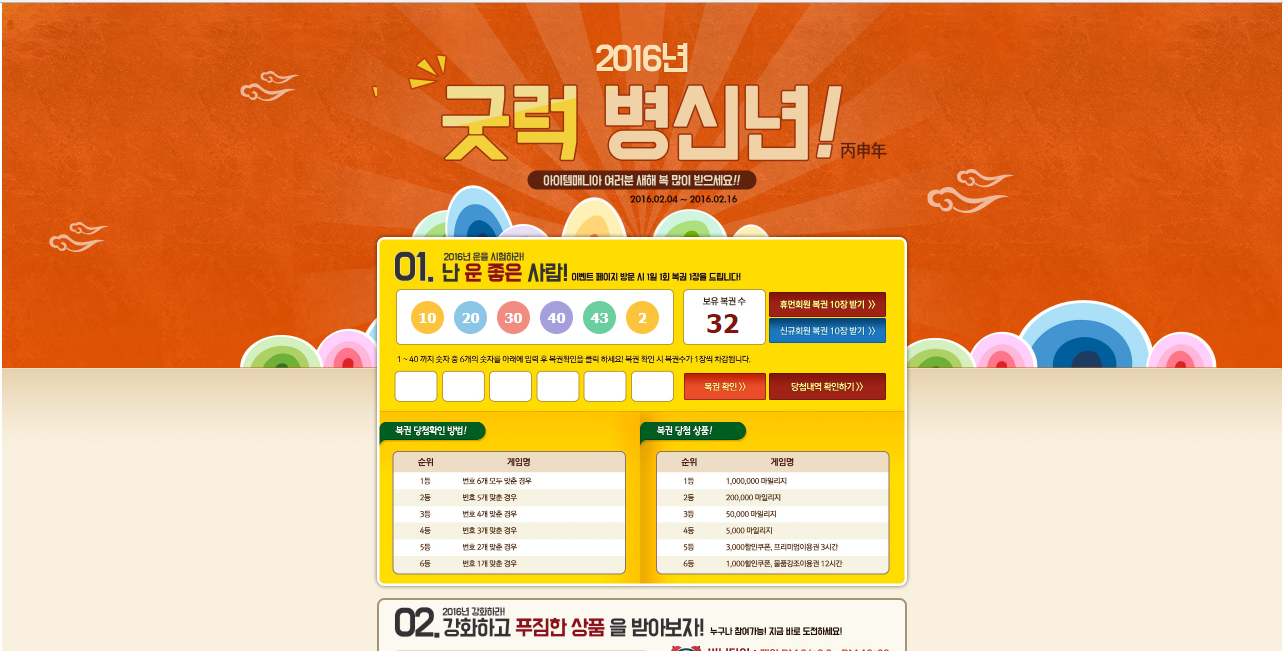 2016년
굿럭 병신년!
丙申年
아이템매니아 여러분 새해 복 많이 받으세요!!
2016.02.04 ~ 2016.02.16
2016년 운을 시험하라!
01. 난 운 좋은 사람! 이벤트 페이지 방문 시 1일 1회 복권 1장을 드립니다!
10 20 30 40 43 2
보유 복권 수
32
휴먼회원 복권 10장 받기 >>
신규회원 복권 10장 받기 >>
1 ~ 40 까지 숫자 중 6개의 숫자를 아래에 입력 후 복권확인을 클릭 하세요! 복권 확인 시 복권수가 1장씩 차감됩니다.
복권 확인 >>
당첨내역 확인하기 >>
복권 당첨확인 방법!
순위 게임명
1등 번호 6개 모두 맞춘 경우
2등 번호 5개 맞춘 경우
3등 번호 4개 맞춘 경우
4등 번호 3개 맞춘 경우
5등 번호 2개 맞춘 경우
6등 번호 1개 맞춘 경우
복권 당첨 상품!
순위 게임명
1등 1,000,000 마일리지
2등 200,000 마일리지
3등 50,000 마일리지
4등 5,000 마일리지
5등 3,000할인쿠폰, 프리미엄이용권 3시간
6등 1,000할인쿠폰, 물품강조이용권 12시간
2016년 강화하라!
02. 강화하고 푸짐한 상품 을 받아보자! 누구나 참여가능! 지금 바로 도전하세요!